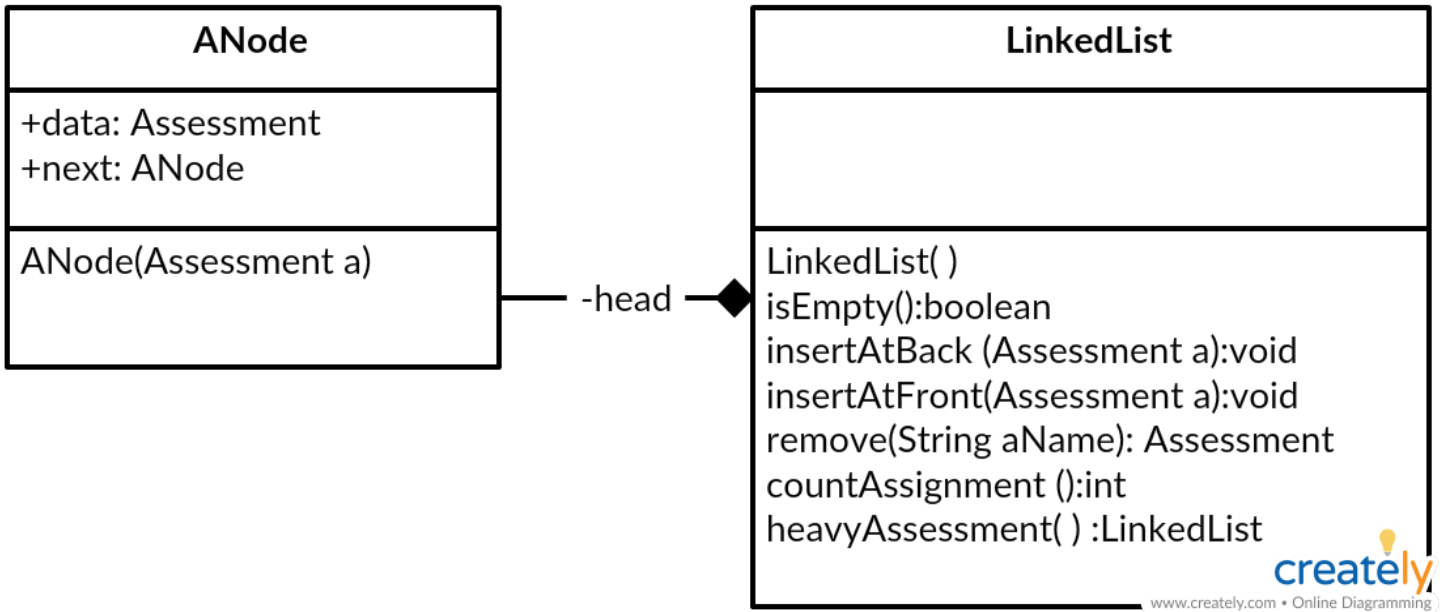 ANode
+data: Assessment
+next: ANode
ANode(Assessment a)
-head
LinkedList
LinkedList( )
isEmpty():boolean
insertAtBack (Assessment a):void
insertAtFront(Assessment a):void
remove(String aName): Assessment
countAssignment ():int
heavyAssessment( ) :LinkedList
creately
www.creately.com • Online Diagramming